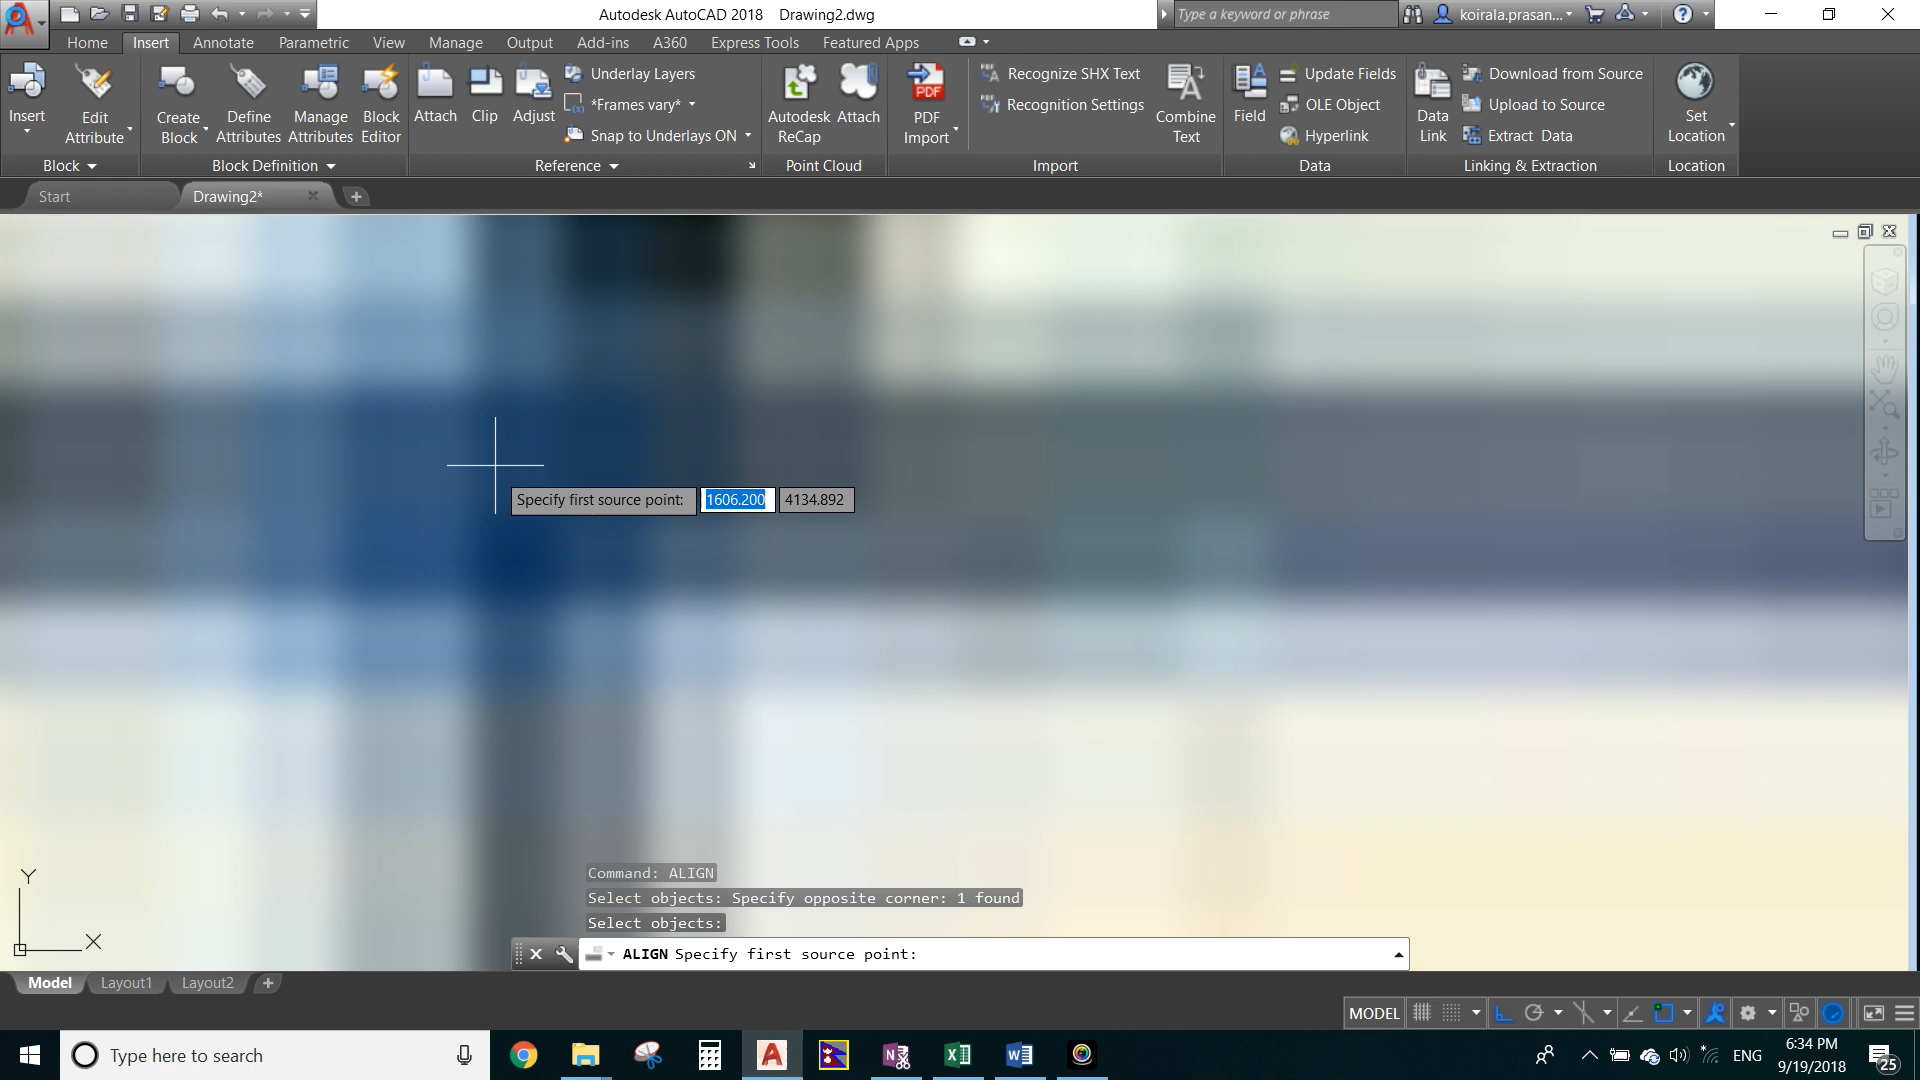 Autodesk AutoCAD 2018 Drawing2.dwg
Type a keyword or phrase
koirala.prasan...
Home Insert Annotate Parametric View Manage Output Add-ins A360 Express Tools Featured Apps
Insert
Edit Attribute
Create Block
Define Attributes
Manage Attributes
Block Editor
Attach
Clip
Adjust
Underlay Layers
*Frames vary*
Snap to Underlays ON
Autodesk ReCap
Attach
PDF Import
Recognize SHX Text
Recognition Settings
Combine Text
Field
Update Fields
OLE Object
Hyperlink
Data Link
Download from Source
Upload to Source
Extract Data
Set Location
Block
Block Definition
Reference
Point Cloud
Import
Data
Linking & Extraction
Location
Start
Drawing2*
Specify first source point: 1606.200 4134.892
Y
X
Command: ALIGN
Select objects: Specify opposite corner: 1 found
Select objects:
ALIGN Specify first source point:
Model Layout1 Layout2
MODEL
Type here to search
ENG
6:34 PM
9/19/2018
25